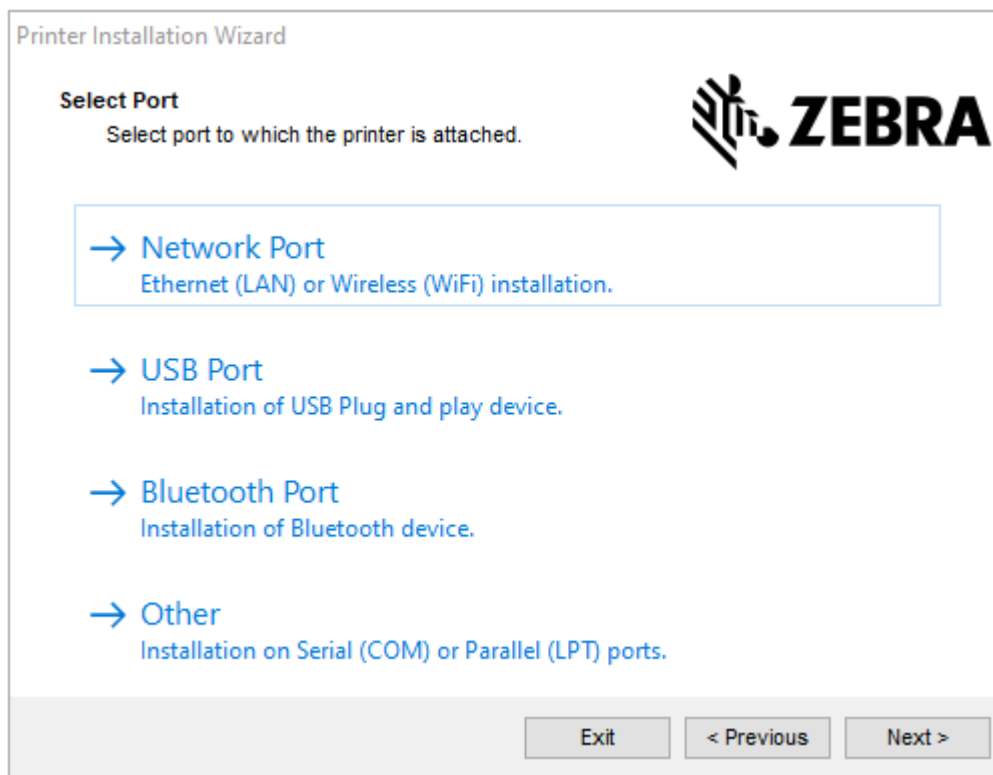 Printer Installation Wizard
Select Port
Select port to which the printer is attached.
ZEBRA
Network Port
Ethernet (LAN) or Wireless (WiFi) installation.
USB Port
Installation of USB Plug and play device.
Bluetooth Port
Installation of Bluetooth device.
Other
Installation on Serial (COM) or Parallel (LPT) ports.
Exit
< Previous
Next >